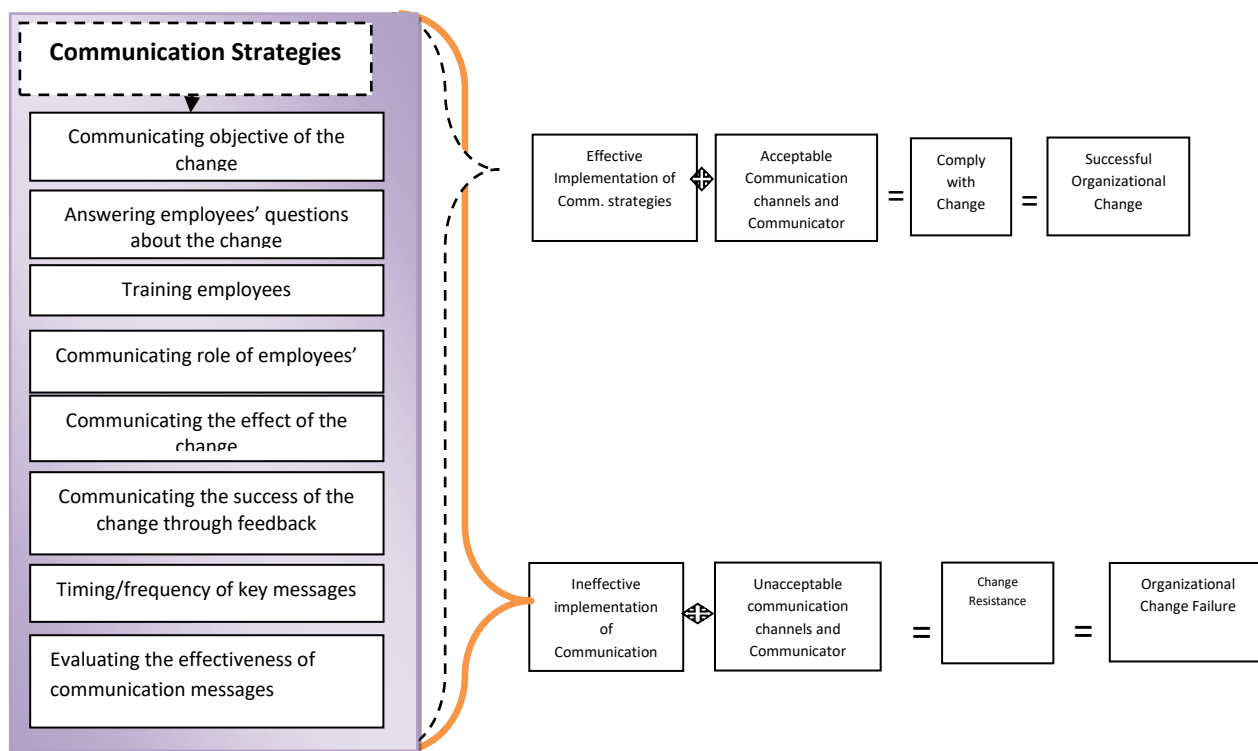 Communication Strategies
Communicating objective of the
change
Answering employees’ questions
about the change
Training employees
Communicating role of employees’
Communicating the effect of the
change
Communicating the success of the
change through feedback
Timing/frequency of key messages
Evaluating the effectiveness of
communication messages
Effective
Implementation of
Comm. strategies
Acceptable
Communication
channels and
Communicator
=
Comply
with
Change
=
Successful
Organizational
Change
Ineffective
implementation
of
Communication
Unacceptable
communication
channels and
Communicator
=
Change
Resistance
=
Organizational
Change Failure